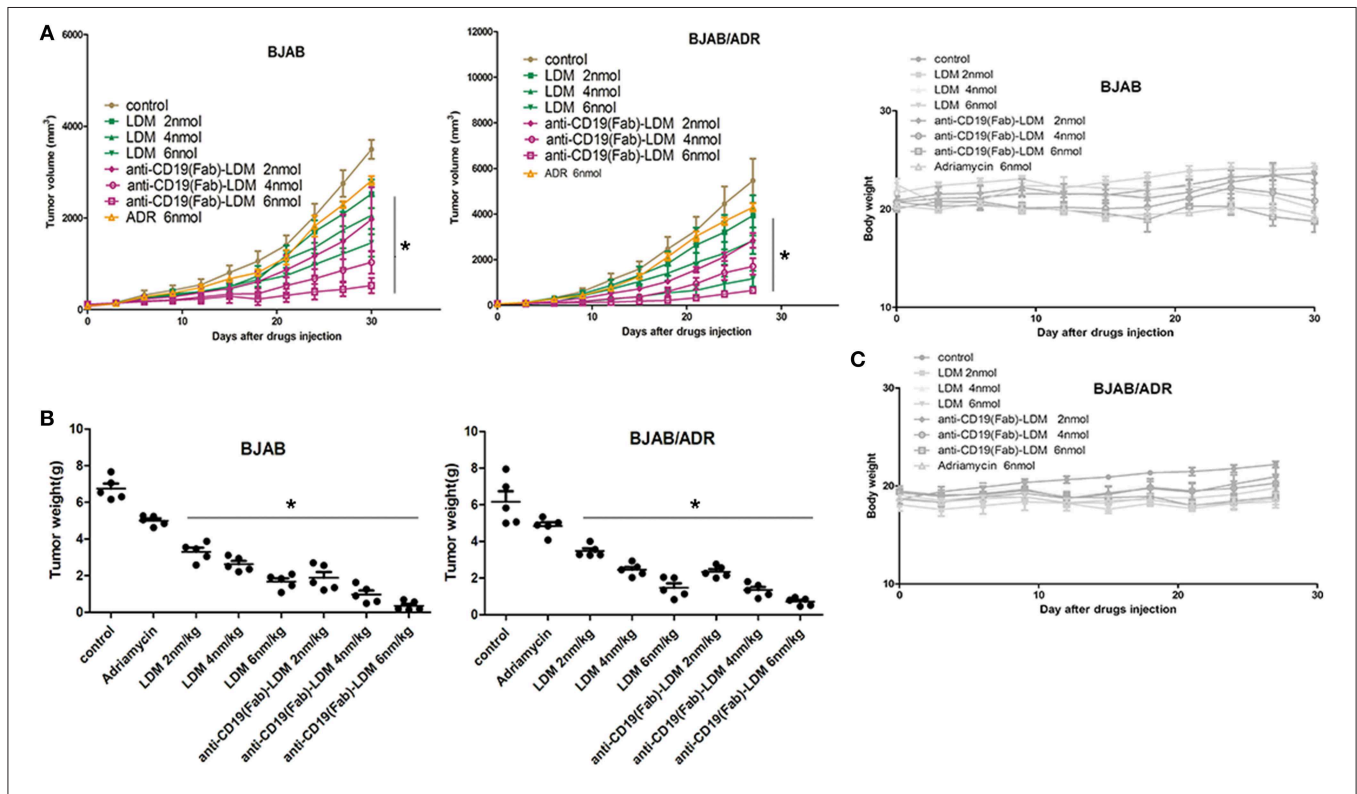 A
BJAB
6000
4000
2000
0
Tumor volume (mm³)
control
LDM 2nmol
LDM 4nmol
LDM 6nnol
anti-CD19(Fab)-LDM 2nmol
anti-CD19(Fab)-LDM 4nmol
anti-CD19(Fab)-LDM 6nmol
ADR 6nmol
*
0 10 20 30
Days after drugs injection
BJAB/ADR
12000
10000
8000
6000
4000
2000
0
Tumor volume (mm³)
control
LDM 2nmol
LDM 4nmol
LDM 6nnol
anti-CD19(Fab)-LDM 2nmol
anti-CD19(Fab)-LDM 4nmol
anti-CD19(Fab)-LDM 6nmol
ADR 6nmol
*
0 10 20 30
Days after drugs injection
control
LDM 2nmol
LDM 4nmol
LDM 6nmol
anti-CD19(Fab)-LDM 2nmol
anti-CD19(Fab)-LDM 4nmol
anti-CD19(Fab)-LDM 6nmol
Adriamycin 6nmol
BJAB
30
20
10
Body weight
0 10 20 30
Day after drugs injection
B
BJAB
10
8
6
4
2
0
Tumor weight(g)
*
control
Adriamycin
LDM 2nm/kg
LDM 4nm/kg
LDM 6nm/kg
anti-CD19(Fab)-LDM 2nm/kg
anti-CD19(Fab)-LDM 4nm/kg
anti-CD19(Fab)-LDM 6nm/kg
BJAB/ADR
10
8
6
4
2
0
Tumor weight(g)
*
control
Adriamycin
LDM 2nm/kg
LDM 4nm/kg
LDM 6nm/kg
anti-CD19(Fab)-LDM 2nm/kg
anti-CD19(Fab)-LDM 4nm/kg
anti-CD19(Fab)-LDM 6nm/kg
C
control
LDM 2nmol
LDM 4nmol
LDM 6nmol
anti-CD19(Fab)-LDM 2nmol
anti-CD19(Fab)-LDM 4nmol
anti-CD19(Fab)-LDM 6nmol
Adriamycin 6nmol
BJAB/ADR
30
20
10
Body weight
0 10 20 30
Day after drugs injection